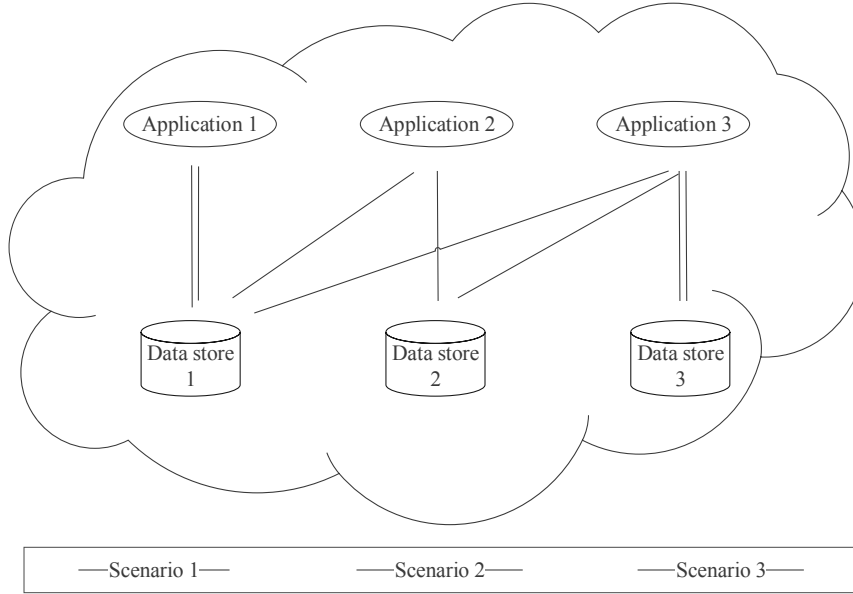 Application 1
Application 2
Application 3
Data store
1
Data store
2
Data store
3
Scenario 1
Scenario 2
Scenario 3